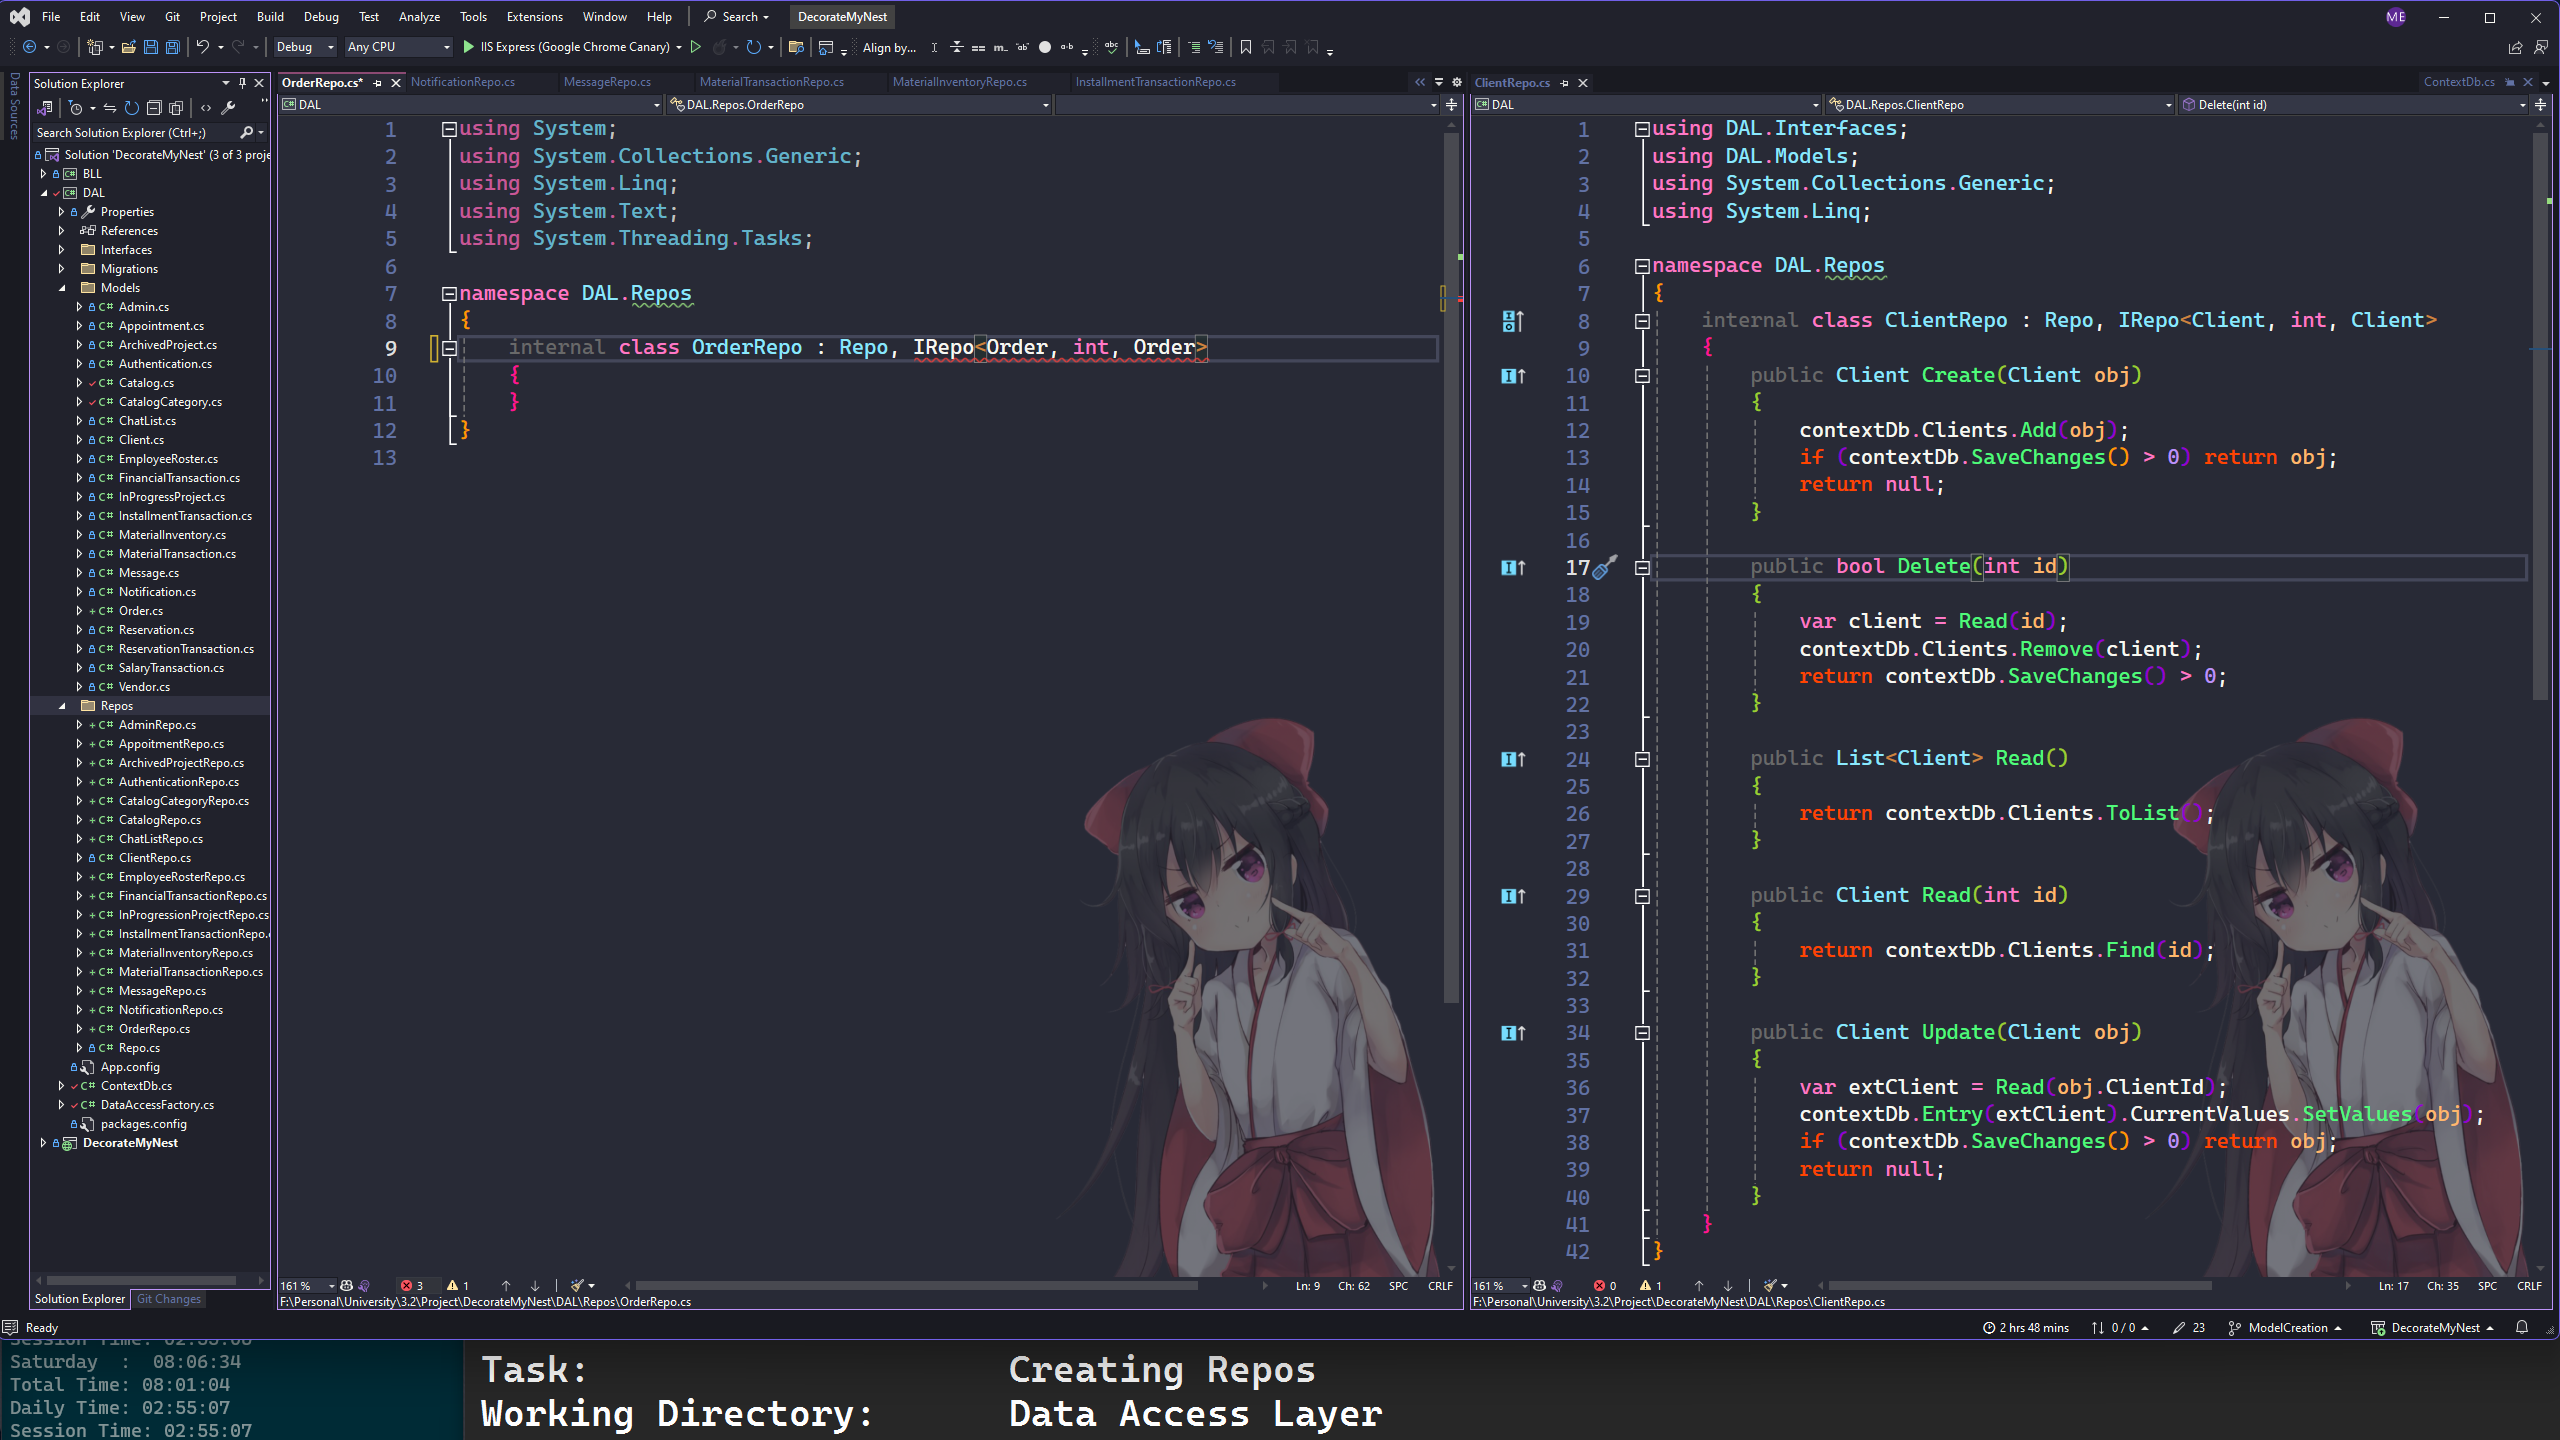 File Edit View Git Project Build Debug Test Analyze Tools Extensions Window Help Search DecorateMyNest ME
Debug Any CPU IIS Express (Google Chrome Canary) Align by...
Data Sources
Solution Explorer
Search Solution Explorer (Ctrl+;)
Solution 'DecorateMyNest' (3 of 3 proje
BLL
DAL
Properties
References
Interfaces
Migrations
Models
Admin.cs
Appointment.cs
ArchivedProject.cs
Authentication.cs
Catalog.cs
CatalogCategory.cs
ChatList.cs
Client.cs
EmployeeRoster.cs
FinancialTransaction.cs
InProgressProject.cs
InstallmentTransaction.cs
MaterialInventory.cs
MaterialTransaction.cs
Message.cs
Notification.cs
Order.cs
Reservation.cs
ReservationTransaction.cs
SalaryTransaction.cs
Vendor.cs
Repos
AdminRepo.cs
AppoitmentRepo.cs
ArchivedProjectRepo.cs
AuthenticationRepo.cs
CatalogCategoryRepo.cs
CatalogRepo.cs
ChatListRepo.cs
ClientRepo.cs
EmployeeRosterRepo.cs
FinancialTransactionRepo.cs
InProgressionProjectRepo.cs
InstallmentTransactionRepo.
MaterialInventoryRepo.cs
MaterialTransactionRepo.cs
MessageRepo.cs
NotificationRepo.cs
OrderRepo.cs
Repo.cs
App.config
ContextDb.cs
DataAccessFactory.cs
packages.config
DecorateMyNest
Solution Explorer Git Changes
OrderRepo.cs* NotificationRepo.cs MessageRepo.cs MaterialTransactionRepo.cs MaterialInventoryRepo.cs InstallmentTransactionRepo.cs
DAL DAL.Repos.OrderRepo
1 using System;
2 using System.Collections.Generic;
3 using System.Linq;
4 using System.Text;
5 using System.Threading.Tasks;
6
7 namespace DAL.Repos
8 {
9 internal class OrderRepo : Repo, IRepo<Order, int, Order>
10 {
11 }
12 }
13
161 % 3 1 Ln: 9 Ch: 62 SPC CRLF
F:\Personal\University\3.2\Project\DecorateMyNest\DAL\Repos\OrderRepo.cs
ClientRepo.cs ContextDb.cs
DAL DAL.Repos.ClientRepo Delete(int id)
1 using DAL.Interfaces;
2 using DAL.Models;
3 using System.Collections.Generic;
4 using System.Linq;
5
6 namespace DAL.Repos
7 {
8 internal class ClientRepo : Repo, IRepo<Client, int, Client>
9 {
10 public Client Create(Client obj)
11 {
12 contextDb.Clients.Add(obj);
13 if (contextDb.SaveChanges() > 0) return obj;
14 return null;
15 }
16
17 public bool Delete(int id)
18 {
19 var client = Read(id);
20 contextDb.Clients.Remove(client);
21 return contextDb.SaveChanges() > 0;
22 }
23
24 public List<Client> Read()
25 {
26 return contextDb.Clients.ToList();
27 }
28
29 public Client Read(int id)
30 {
31 return contextDb.Clients.Find(id);
32 }
33
34 public Client Update(Client obj)
35 {
36 var extClient = Read(obj.ClientId);
37 contextDb.Entry(extClient).CurrentValues.SetValues(obj);
38 if (contextDb.SaveChanges() > 0) return obj;
39 return null;
40 }
41 }
42 }
161 % 0 1 Ln: 17 Ch: 35 SPC CRLF
F:\Personal\University\3.2\Project\DecorateMyNest\DAL\Repos\ClientRepo.cs
Ready 2 hrs 48 mins 0 / 0 23 ModelCreation DecorateMyNest
Saturday : 08:06:34
Total Time: 08:01:04
Daily Time: 02:55:07
Session Time: 02:55:07
Task: Creating Repos
Working Directory: Data Access Layer